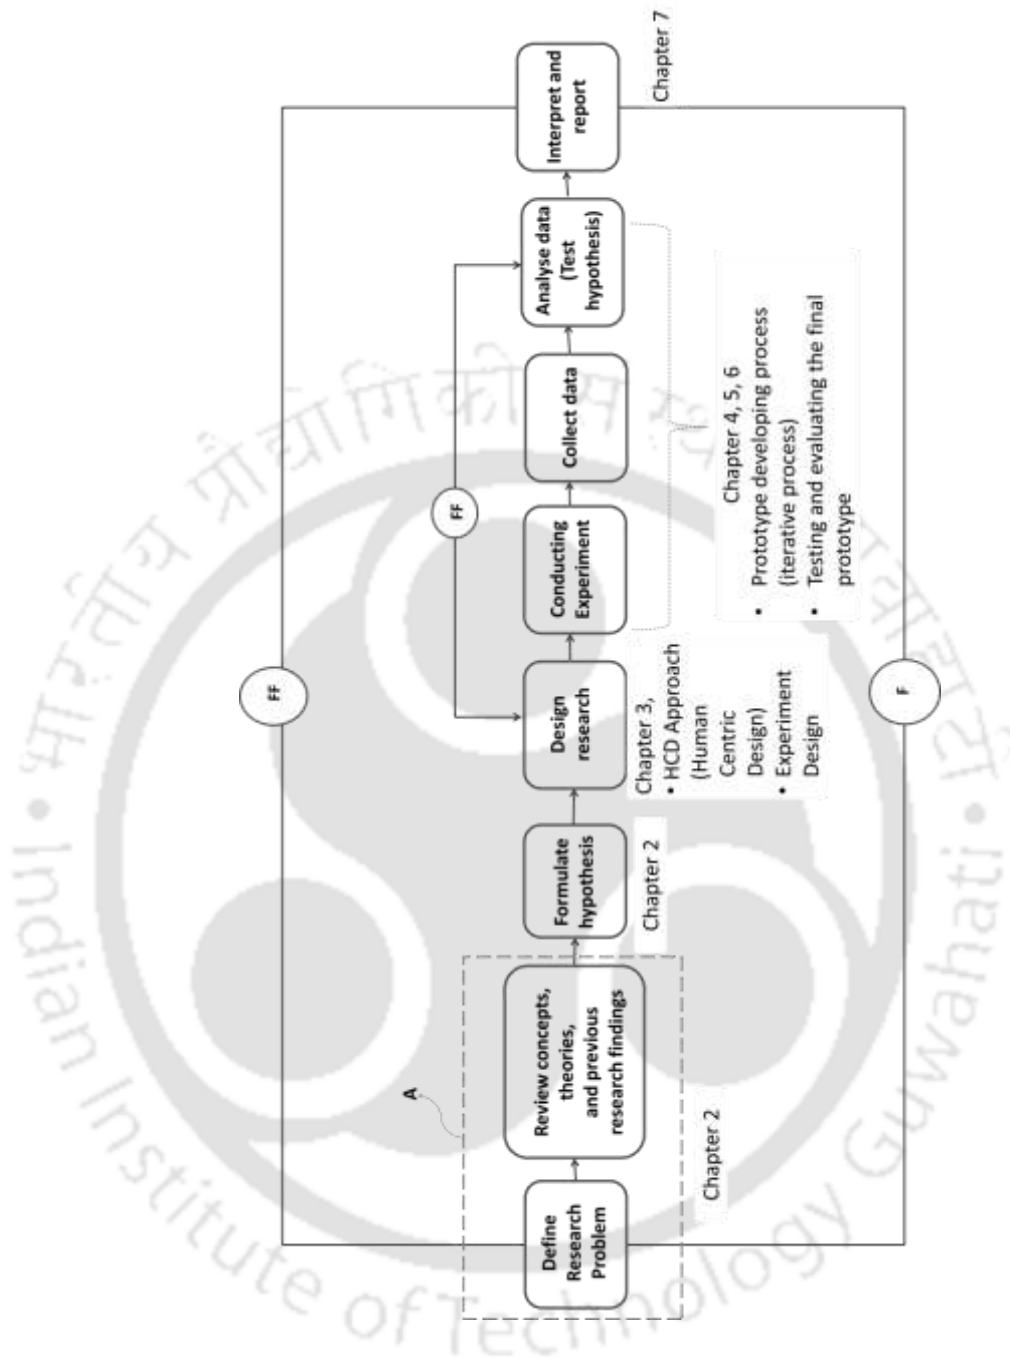 FF
FF
A
Define
Research
Problem
Review concepts,
theories,
and previous
research findings
Formulate
hypothesis
Design
research
Conducting
Experiment
Collect data
Analyse data
(Test
hypothesis)
Interpret and
report
Chapter 2
Chapter 2
Chapter 3,
• HCD Approach
(Human
Centric
Design)
• Experiment
Design
Chapter 4, 5, 6
• Prototype developing process
(iterative process)
• Testing and evaluating the final
prototype
Chapter 7
F
भारतीय प्रौद्योगिकी
• Indian Institute of Technology Guwahati •